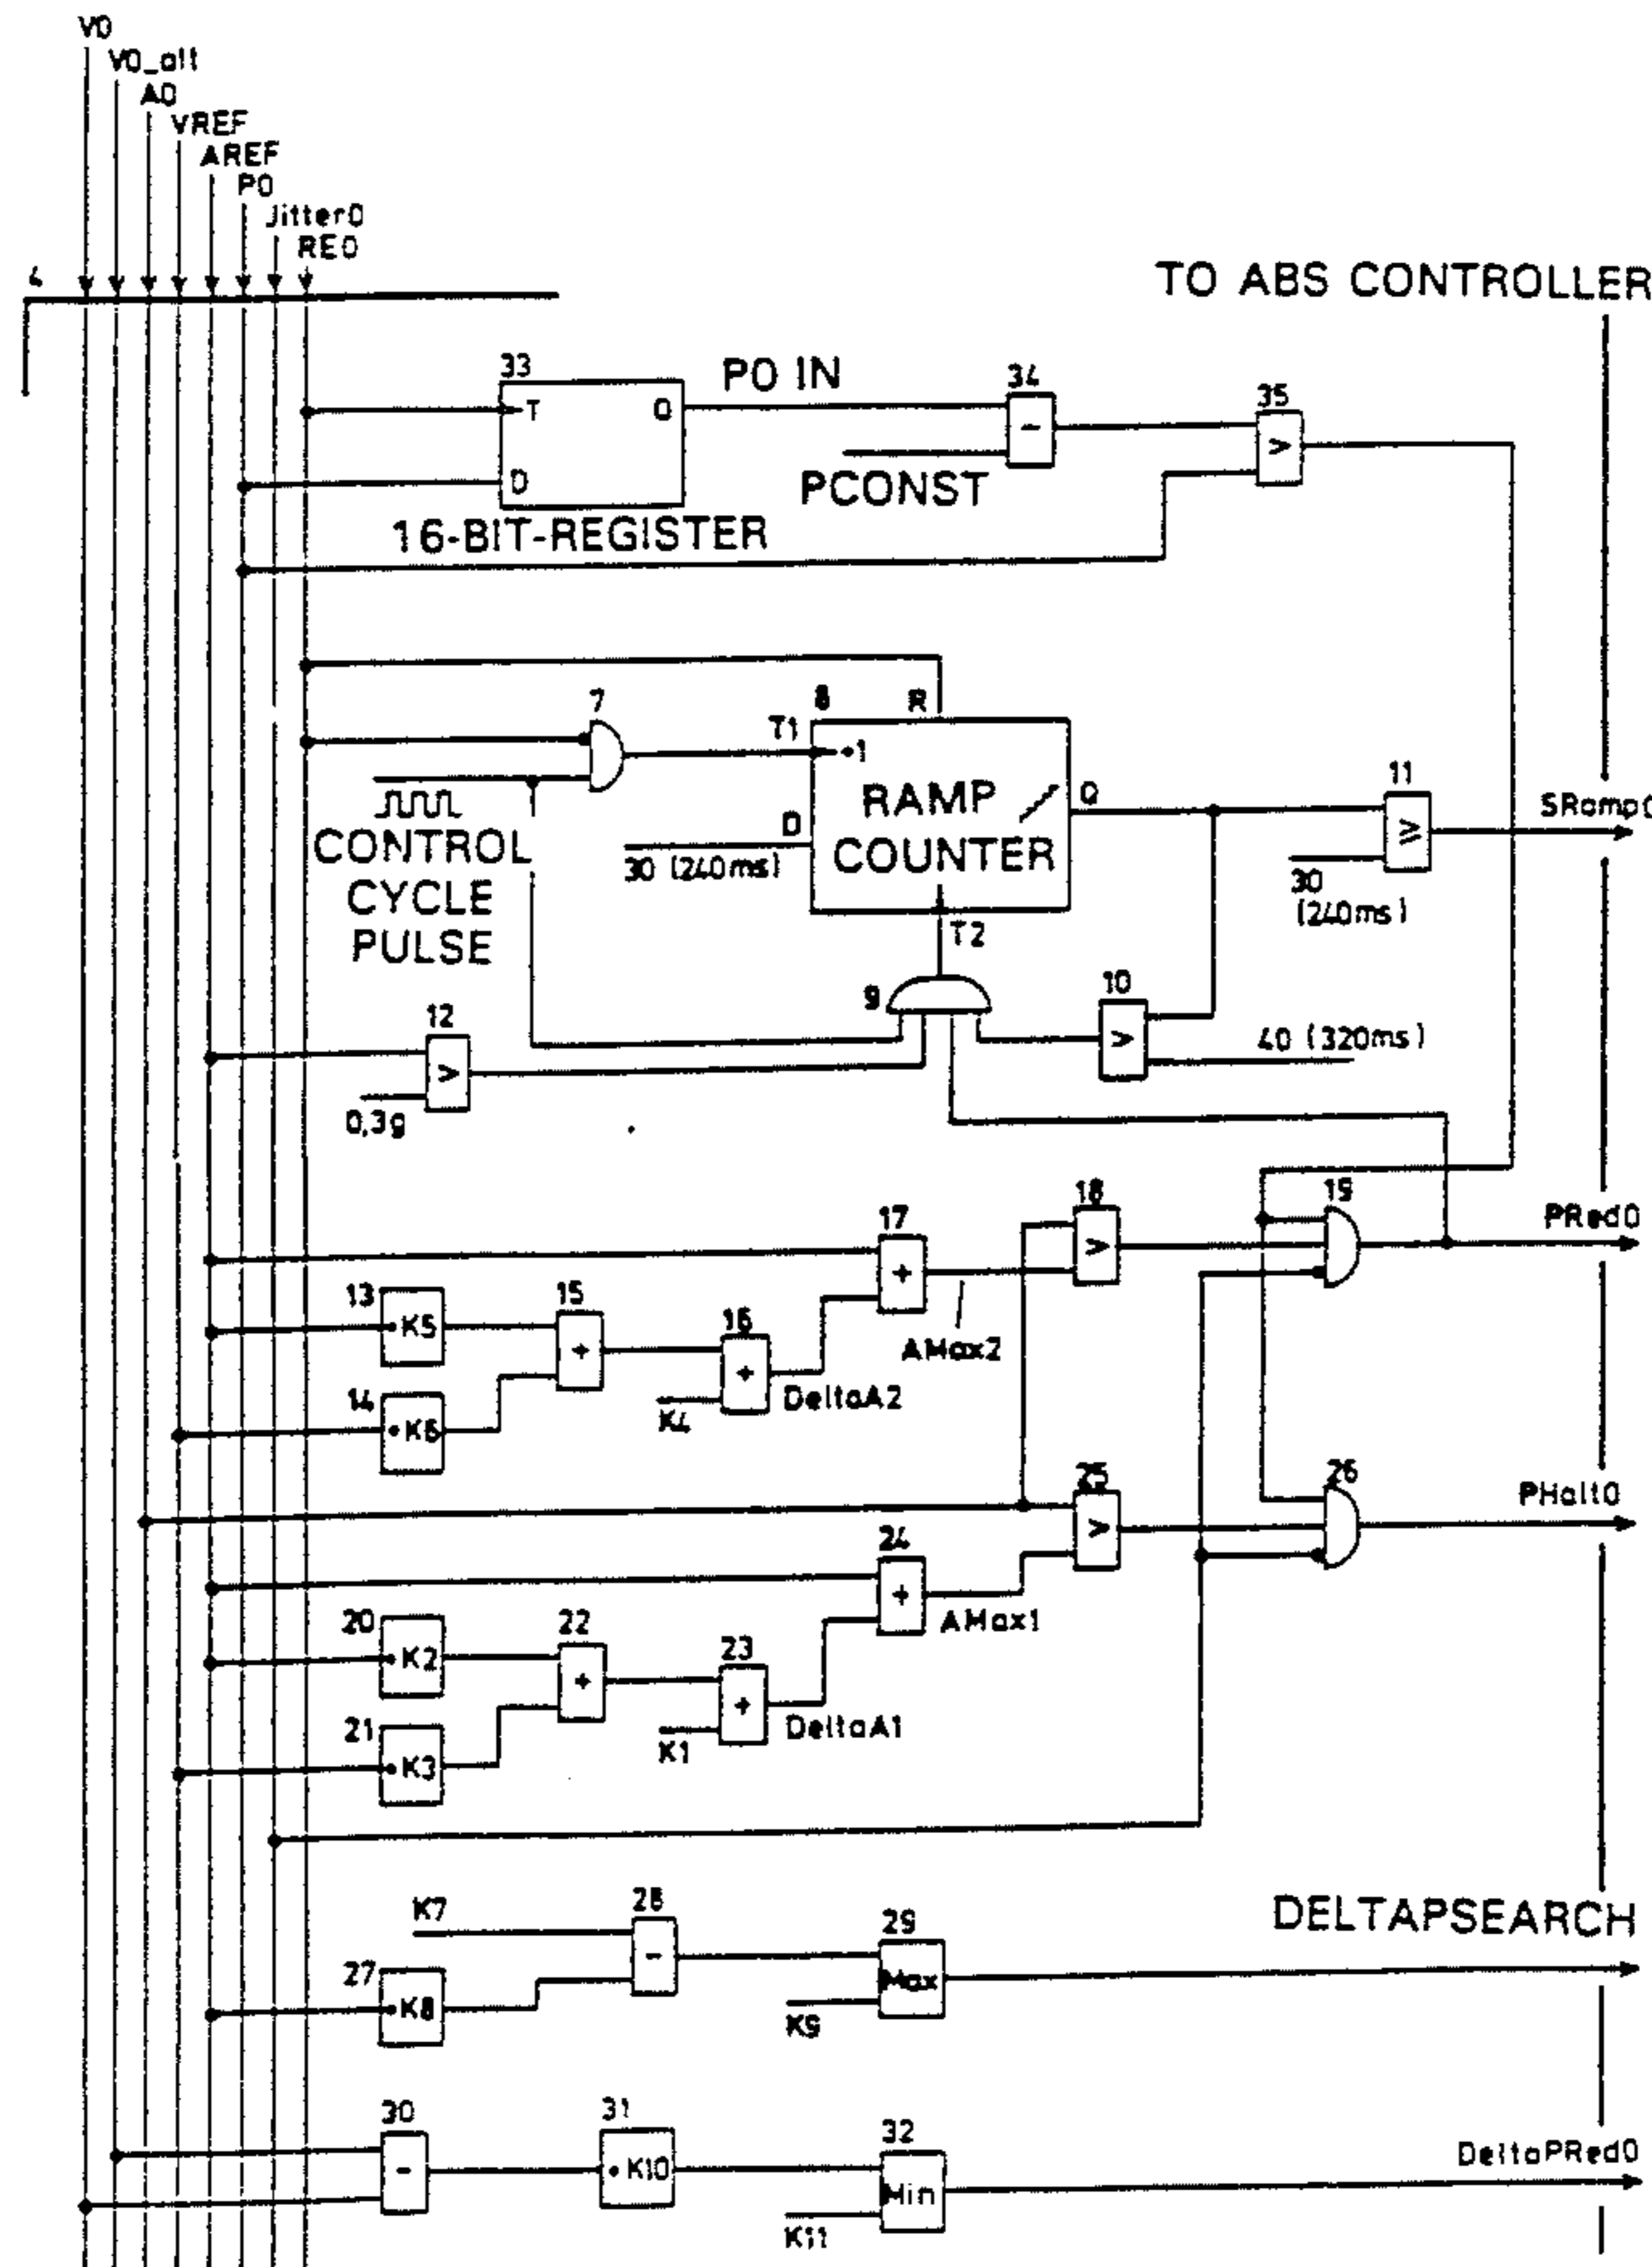 V0
V0_alt
A0
VREF
AREF
P0
Jitter0
RE0
4
TO ABS CONTROLLER
33
T
Q
D
P0 IN
34
-
35
>
PCONST
16-BIT-REGISTER
7
T1
8
R
+1
RAMP
COUNTER
Q
D
11
≥
SRamp0
CONTROL
CYCLE
PULSE
30 (240ms)
30
(240ms)
T2
9
10
>
40 (320ms)
12
>
0,3g
17
+
18
>
19
PRed0
13
•K5
15
+
16
+
AMax2
14
•K6
K4
DeltaA2
25
>
26
PHalt0
24
+
AMax1
20
•K2
22
+
23
+
21
•K3
K1
DeltaA1
K7
28
-
29
Max
DELTAPSEARCH
27
•K8
K9
30
-
31
•K10
32
Min
DeltaPRed0
K11